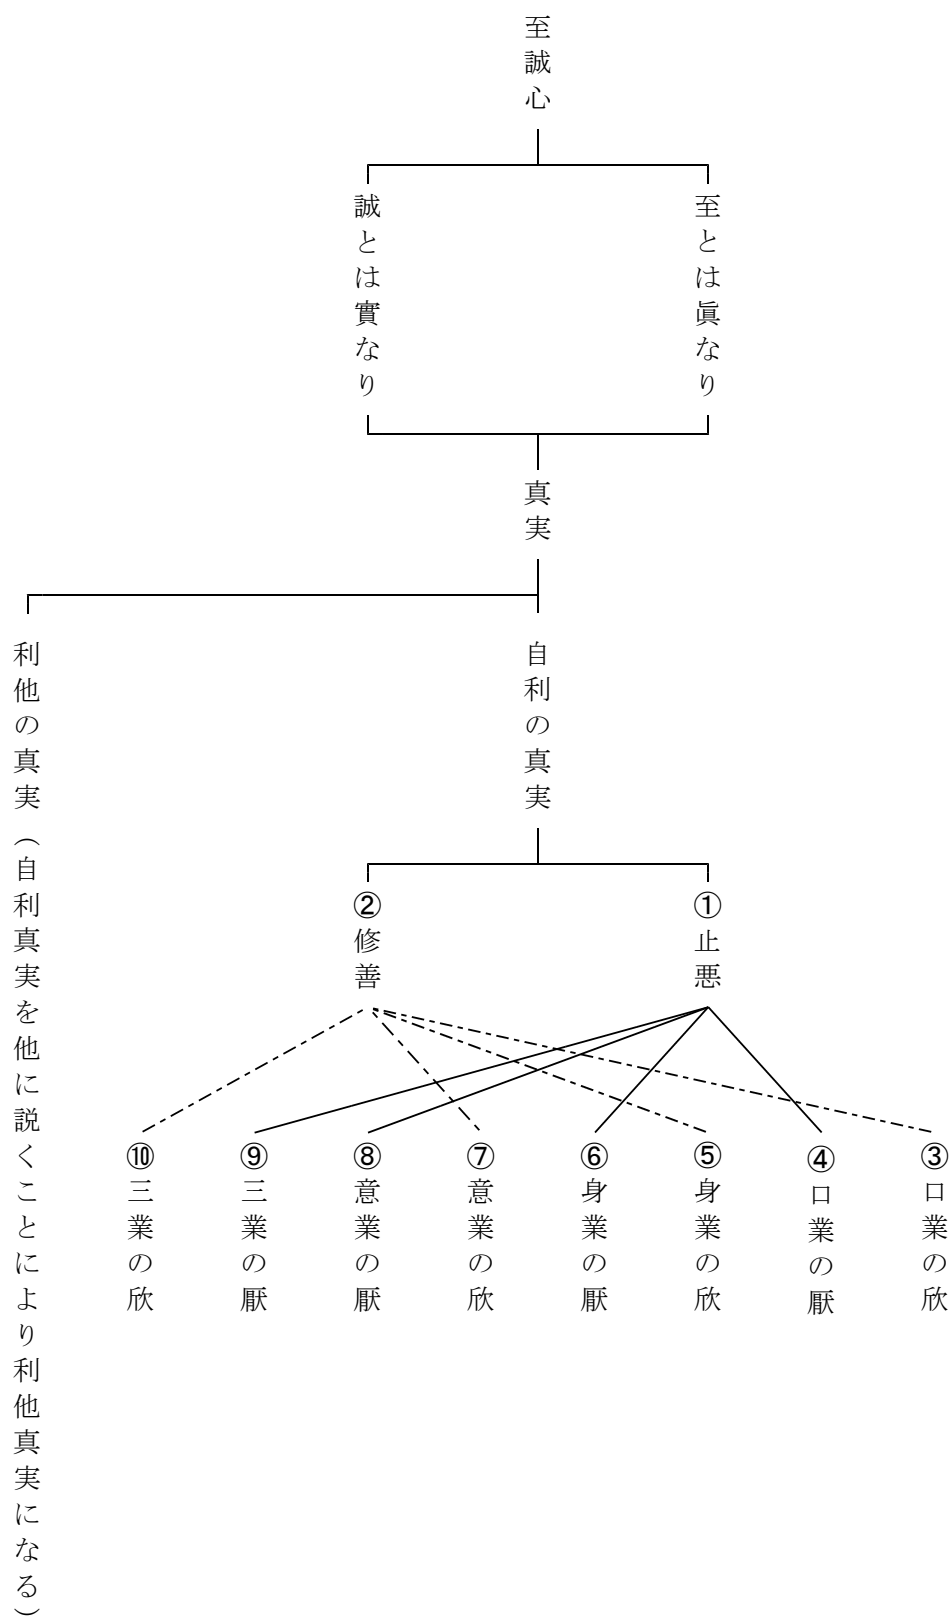 至誠心
至とは眞なり
誠とは實なり
真実
自利の真実
利他の真実（自利真実を他に説くことにより利他真実になる）
①止悪
②修善
③口業の欣
④口業の厭
⑤身業の欣
⑥身業の厭
⑦意業の欣
⑧意業の厭
⑨三業の厭
⑩三業の欣